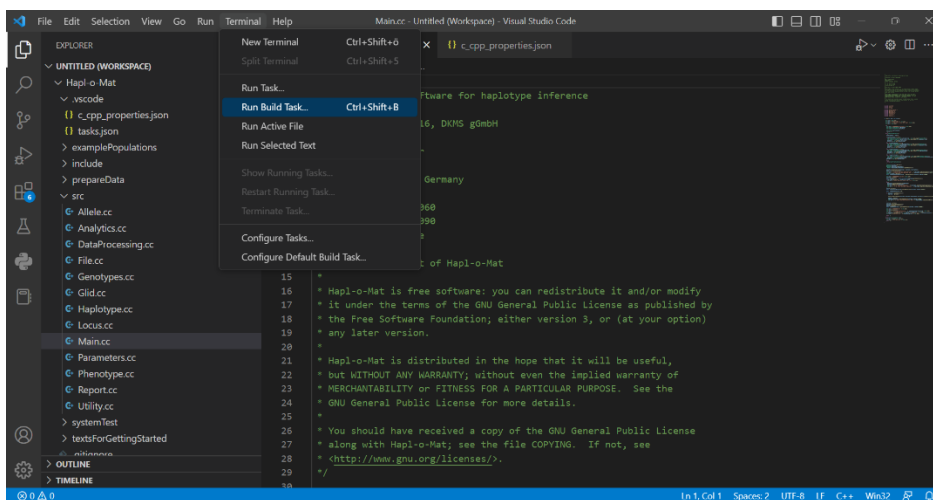 File Edit Selection View Go Run Terminal Help Main.cc - Untitled (Workspace) - Visual Studio Code
EXPLORER
UNTITLED (WORKSPACE)
Hapl-o-Mat
.vscode
{} c_cpp_properties.json
{} tasks.json
examplePopulations
include
prepareData
src
Allele.cc
Analytics.cc
DataProcessing.cc
File.cc
Genotypes.cc
Glid.cc
Haplotype.cc
Locus.cc
Main.cc
Parameters.cc
Phenotype.cc
Report.cc
Utility.cc
systemTest
textsForGettingStarted
.gitignore
OUTLINE
TIMELINE
New Terminal Ctrl+Shift+ö
Split Terminal Ctrl+Shift+5
Run Task...
Run Build Task... Ctrl+Shift+B
Run Active File
Run Selected Text
Show Running Tasks...
Restart Running Task...
Terminate Task...
Configure Tasks...
Configure Default Build Task...
{} c_cpp_properties.json
ftware for haplotype inference
16, DKMS gGmbH
Germany
060
090
t of Hapl-o-Mat
15 *
16 * Hapl-o-Mat is free software: you can redistribute it and/or modify
17 * it under the terms of the GNU General Public License as published by
18 * the Free Software Foundation; either version 3, or (at your option)
19 * any later version.
20 *
21 * Hapl-o-Mat is distributed in the hope that it will be useful,
22 * but WITHOUT ANY WARRANTY; without even the implied warranty of
23 * MERCHANTABILITY or FITNESS FOR A PARTICULAR PURPOSE. See the
24 * GNU General Public License for more details.
25 *
26 * You should have received a copy of the GNU General Public License
27 * along with Hapl-o-Mat; see the file COPYING. If not, see
28 * <http://www.gnu.org/licenses/>.
29 */
30
0 0 Ln 1, Col 1 Spaces: 2 UTF-8 LF C++ Win32